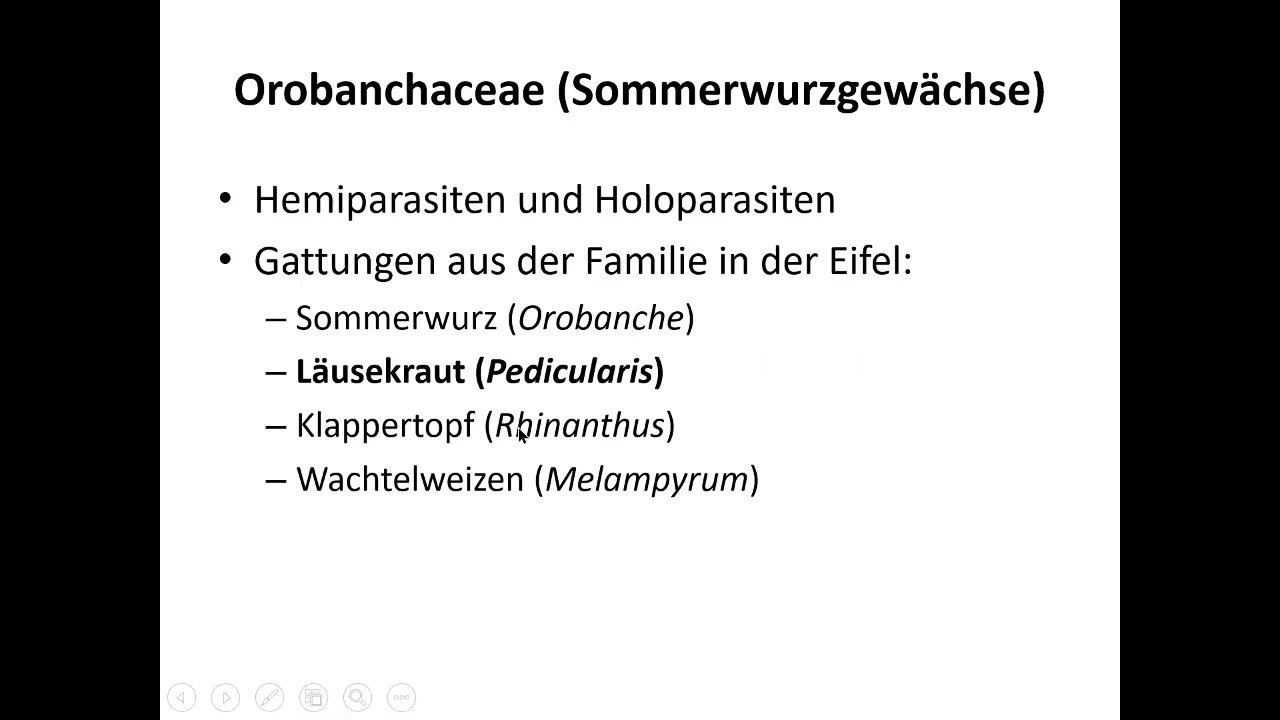 Orobanchaceae (Sommerwurzgewächse)
• Hemiparasiten und Holoparasiten
• Gattungen aus der Familie in der Eifel:
– Sommerwurz (Orobanche)
– Läusekraut (Pedicularis)
– Klappertopf (Rhinanthus)
– Wachtelweizen (Melampyrum)